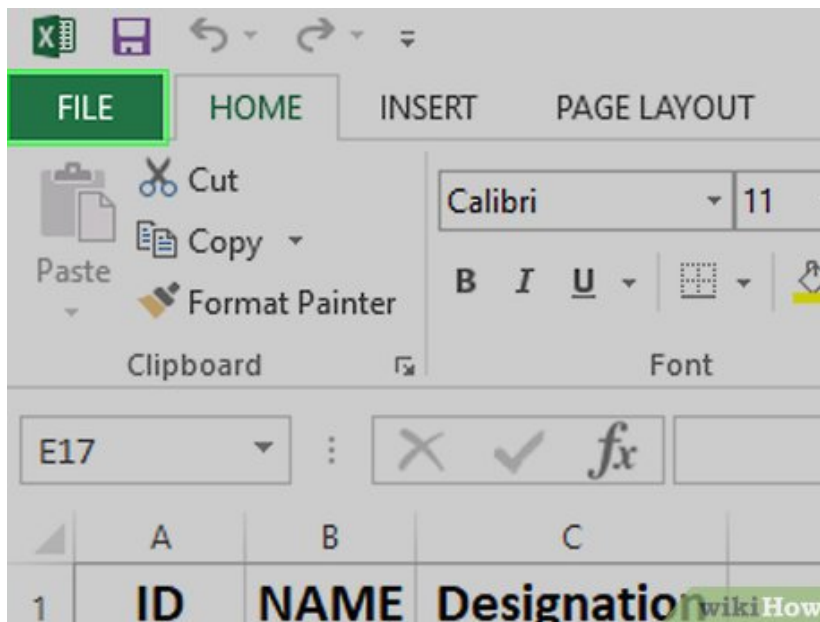 FILE HOME INSERT PAGE LAYOUT
Cut
Copy
Paste
Format Painter
Clipboard
Calibri 11
B I U
Font
E17 fx
A B C
1 ID NAME Designation
wikiHow